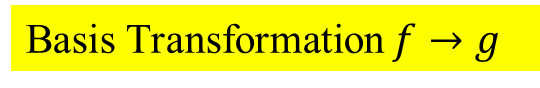 Basis Transformation f → g